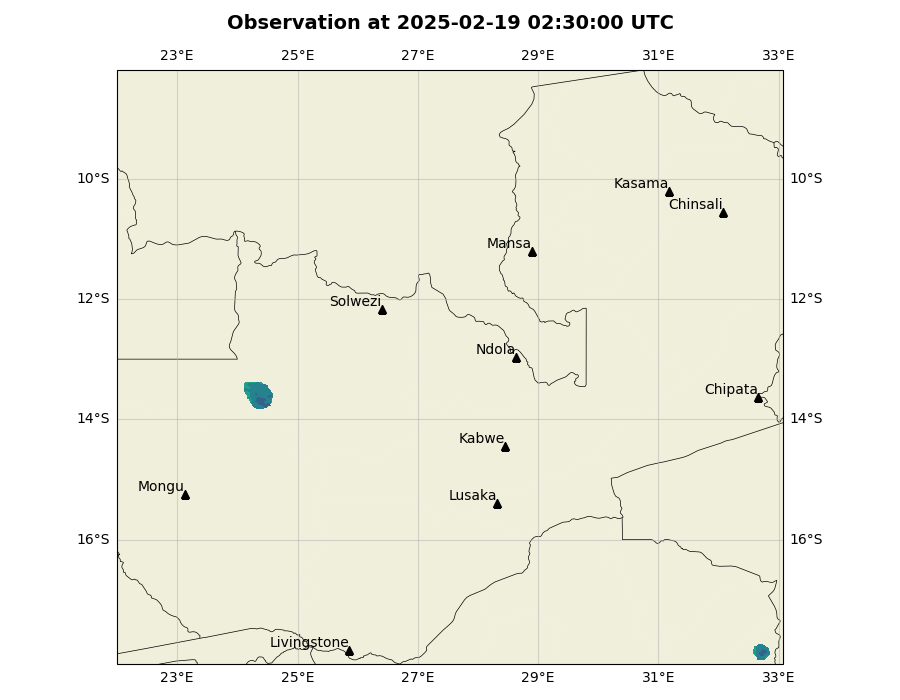 Observation at 2025-02-19 02:30:00 UTC
23°E 25°E 27°E 29°E 31°E 33°E
10°S 10°S
Kasama
Chinsali
Mansa
12°S 12°S
Solwezi
Ndola
Chipata
14°S 14°S
Kabwe
Mongu
Lusaka
16°S 16°S
Livingstone
23°E 25°E 27°E 29°E 31°E 33°E